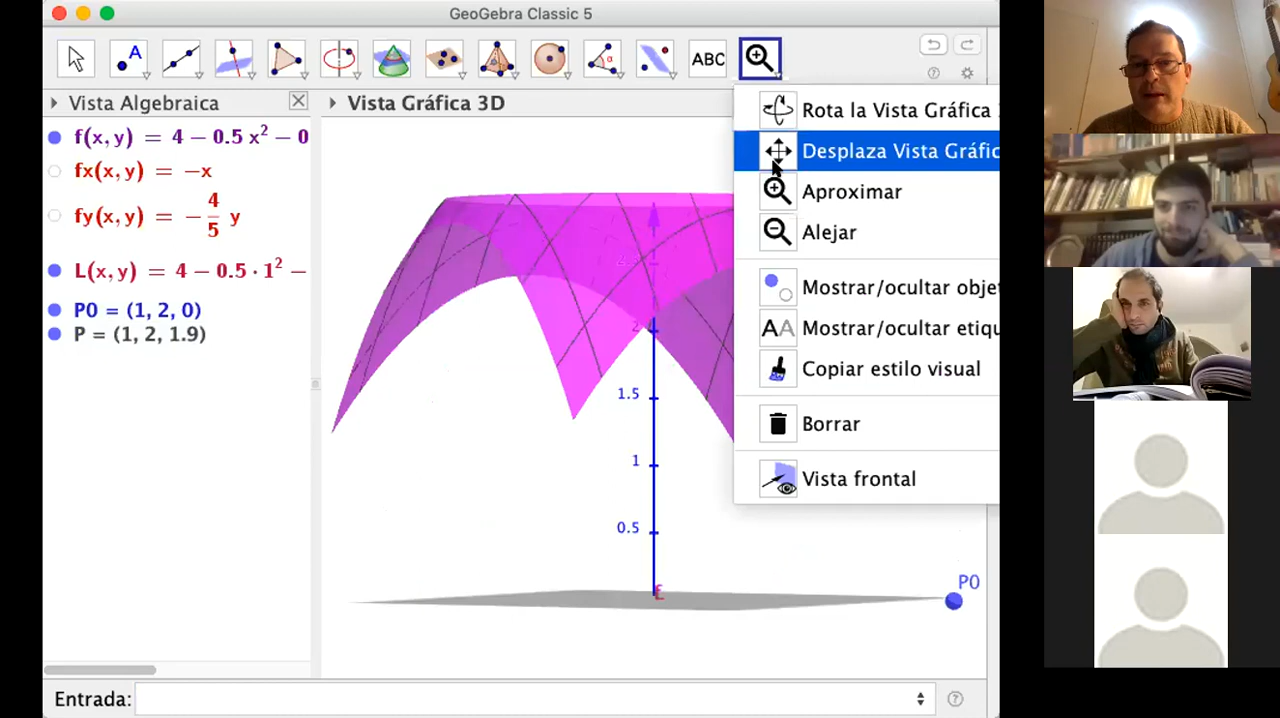 GeoGebra Classic 5
A
α
ABC
Vista Algebraica
Vista Gráfica 3D
f(x,y) = 4 − 0.5 x² − 0
fx(x,y) = −x
fy(x,y) = − 4/5 y
L(x,y) = 4 − 0.5 · 1² −
P0 = (1, 2, 0)
P = (1, 2, 1.9)
Rota la Vista Gráfica
Desplaza Vista Gráfic
Aproximar
Alejar
Mostrar/ocultar obje
AA Mostrar/ocultar etiqu
Copiar estilo visual
Borrar
Vista frontal
2
1.5
1
0.5
P0
Entrada: